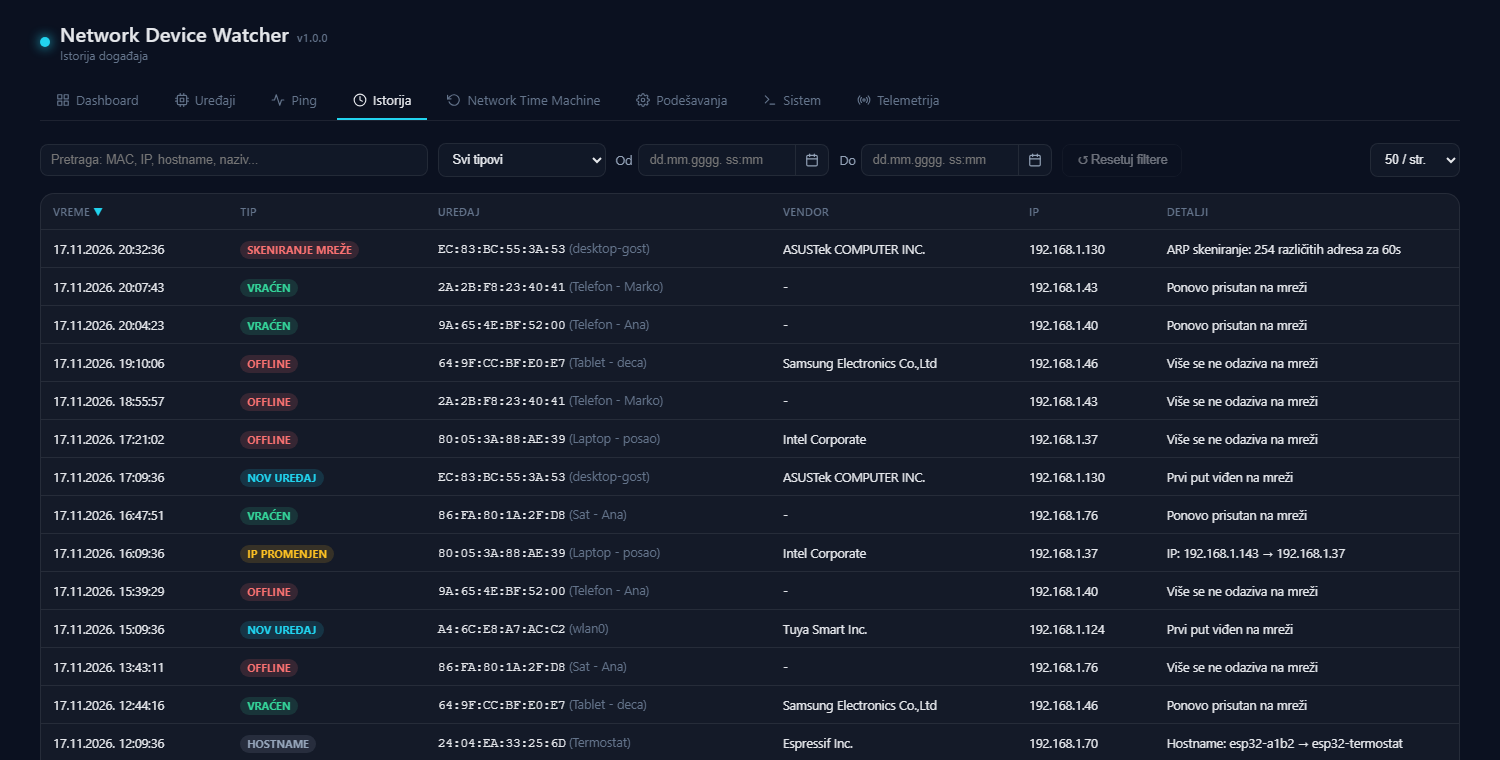 Network Device Watcher v1.0.0
Istorija događaja
Dashboard Uređaji Ping Istorija Network Time Machine Podešavanja Sistem Telemetrija
Pretraga: MAC, IP, hostname, naziv... Svi tipovi Od dd.mm.gggg. ss:mm Do dd.mm.gggg. ss:mm ↺ Resetuj filtere 50 / str.
VREME ▼ TIP UREĐAJ VENDOR IP DETALJI
17.11.2026. 20:32:36 SKENIRANJE MREŽE EC:83:BC:55:3A:53 (desktop-gost) ASUSTek COMPUTER INC. 192.168.1.130 ARP skeniranje: 254 različitih adresa za 60s
17.11.2026. 20:07:43 VRAĆEN 2A:2B:F8:23:40:41 (Telefon - Marko) - 192.168.1.43 Ponovo prisutan na mreži
17.11.2026. 20:04:23 VRAĆEN 9A:65:4E:BF:52:00 (Telefon - Ana) - 192.168.1.40 Ponovo prisutan na mreži
17.11.2026. 19:10:06 OFFLINE 64:9F:CC:BF:E0:E7 (Tablet - deca) Samsung Electronics Co.,Ltd 192.168.1.46 Više se ne odaziva na mreži
17.11.2026. 18:55:57 OFFLINE 2A:2B:F8:23:40:41 (Telefon - Marko) - 192.168.1.43 Više se ne odaziva na mreži
17.11.2026. 17:21:02 OFFLINE 80:05:3A:88:AE:39 (Laptop - posao) Intel Corporate 192.168.1.37 Više se ne odaziva na mreži
17.11.2026. 17:09:36 NOV UREĐAJ EC:83:BC:55:3A:53 (desktop-gost) ASUSTek COMPUTER INC. 192.168.1.130 Prvi put viđen na mreži
17.11.2026. 16:47:51 VRAĆEN 86:FA:80:1A:2F:D8 (Sat - Ana) - 192.168.1.76 Ponovo prisutan na mreži
17.11.2026. 16:09:36 IP PROMENJEN 80:05:3A:88:AE:39 (Laptop - posao) Intel Corporate 192.168.1.37 IP: 192.168.1.143 → 192.168.1.37
17.11.2026. 15:39:29 OFFLINE 9A:65:4E:BF:52:00 (Telefon - Ana) - 192.168.1.40 Više se ne odaziva na mreži
17.11.2026. 15:09:36 NOV UREĐAJ A4:6C:E8:A7:AC:C2 (wlan0) Tuya Smart Inc. 192.168.1.124 Prvi put viđen na mreži
17.11.2026. 13:43:11 OFFLINE 86:FA:80:1A:2F:D8 (Sat - Ana) - 192.168.1.76 Više se ne odaziva na mreži
17.11.2026. 12:44:16 VRAĆEN 64:9F:CC:BF:E0:E7 (Tablet - deca) Samsung Electronics Co.,Ltd 192.168.1.46 Ponovo prisutan na mreži
17.11.2026. 12:09:36 HOSTNAME 24:04:EA:33:25:6D (Termostat) Espressif Inc. 192.168.1.70 Hostname: esp32-a1b2 → esp32-termostat